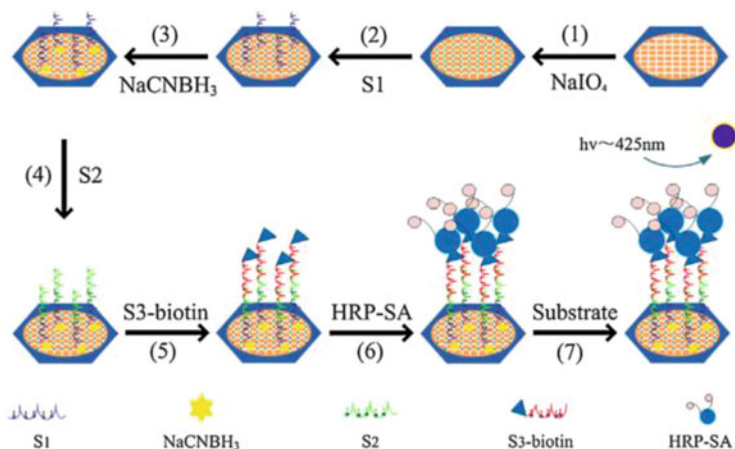 (3) (2) (1)
NaCNBH₃ S1 NaIO₄
hν~425nm
(4) S2
S3-biotin HRP-SA Substrate
(5) (6) (7)
S1 NaCNBH₃ S2 S3-biotin HRP-SA